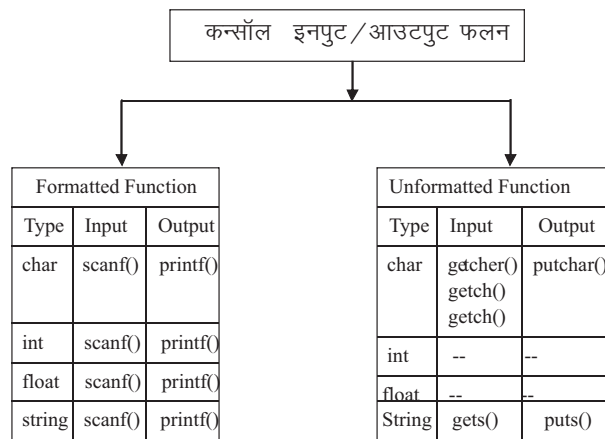 कन्सॉल इनपुट/आउटपुट फलन
Formatted Function
Type Input Output
char scanf() printf()
int scanf() printf()
float scanf() printf()
string scanf() printf()
Unformatted Function
Type Input Output
char getcher() putchar()
getch()
getch()
int -- --
float -- --
String gets() puts()